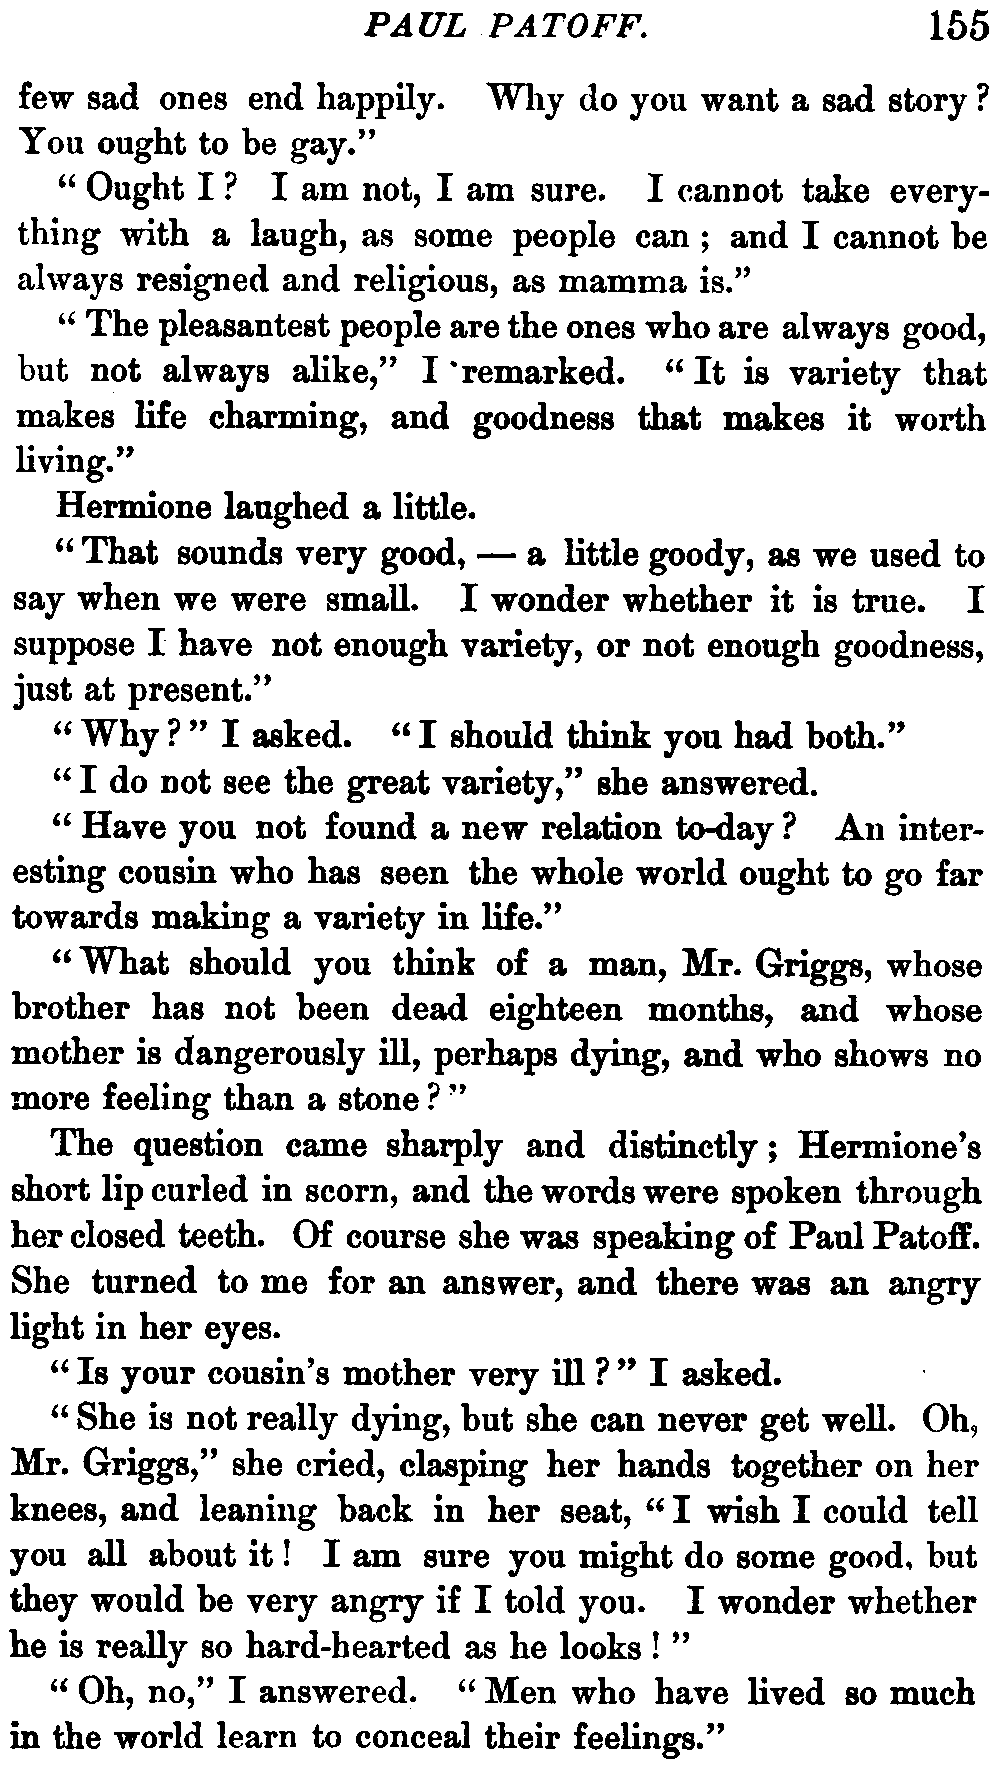 PAUL PATOFF. 155
few sad ones end happily. Why do you want a sad story?
You ought to be gay."
"Ought I? I am not, I am sure. I cannot take every-
thing with a laugh, as some people can; and I cannot be
always resigned and religious, as mamma is."
"The pleasantest people are the ones who are always good,
but not always alike," I remarked. "It is variety that
makes life charming, and goodness that makes it worth
living."
Hermione laughed a little.
"That sounds very good, — a little goody, as we used to
say when we were small. I wonder whether it is true. I
suppose I have not enough variety, or not enough goodness,
just at present."
"Why?" I asked. "I should think you had both."
"I do not see the great variety," she answered.
"Have you not found a new relation to-day? An inter-
esting cousin who has seen the whole world ought to go far
towards making a variety in life."
"What should you think of a man, Mr. Griggs, whose
brother has not been dead eighteen months, and whose
mother is dangerously ill, perhaps dying, and who shows no
more feeling than a stone?"
The question came sharply and distinctly; Hermione's
short lip curled in scorn, and the words were spoken through
her closed teeth. Of course she was speaking of Paul Patoff.
She turned to me for an answer, and there was an angry
light in her eyes.
"Is your cousin's mother very ill?" I asked.
"She is not really dying, but she can never get well. Oh,
Mr. Griggs," she cried, clasping her hands together on her
knees, and leaning back in her seat, "I wish I could tell
you all about it! I am sure you might do some good, but
they would be very angry if I told you. I wonder whether
he is really so hard-hearted as he looks!"
"Oh, no," I answered. "Men who have lived so much
in the world learn to conceal their feelings."